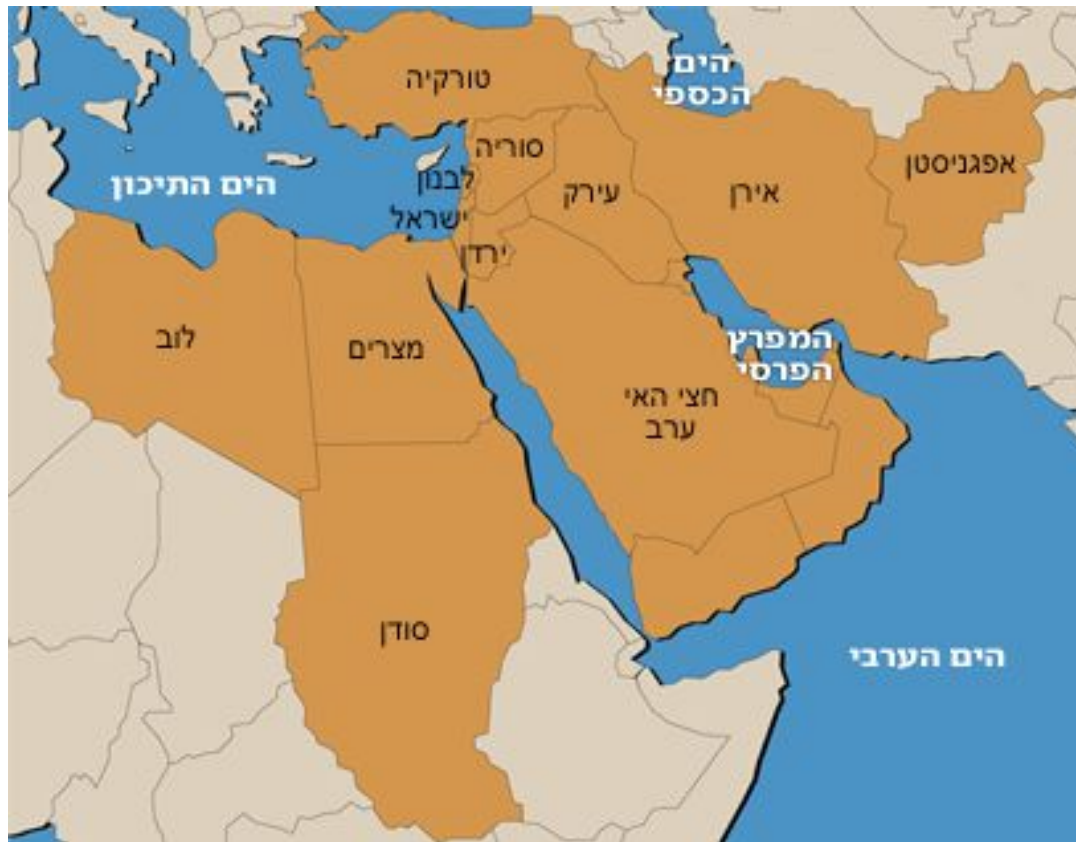 הים
הכספי
טורקיה
סוריה
אפגניסטן
לבנון
הים התיכון
עירק
אירן
ישראל
ירדן
לוב
מצרים
המפרץ
הפרסי
חצי האי
ערב
סודן
הים הערבי